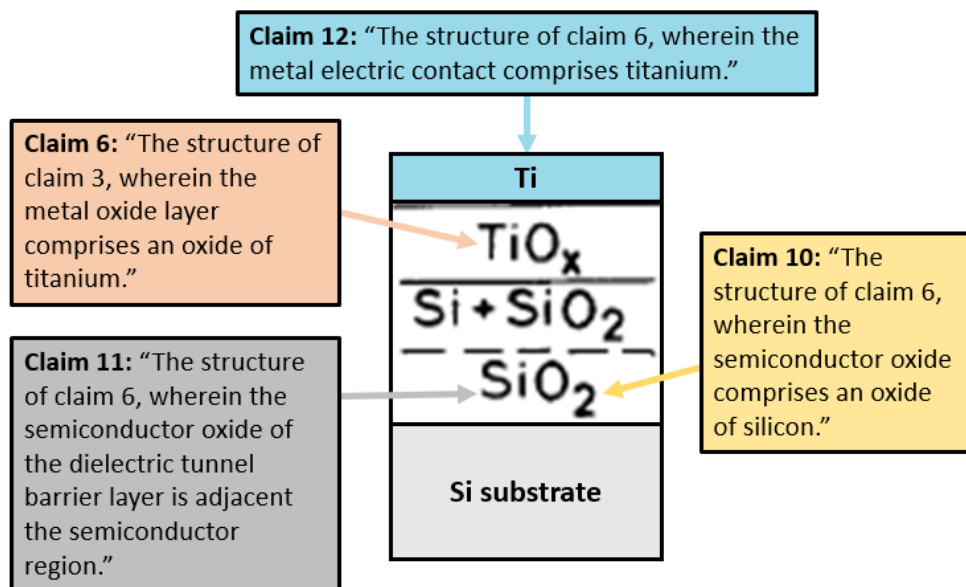 Claim 12: “The structure of claim 6, wherein the
metal electric contact comprises titanium.”
Claim 6: “The structure of
claim 3, wherein the
metal oxide layer
comprises an oxide of
titanium.”
Ti
TiOₓ
Si + SiO₂
SiO₂
Si substrate
Claim 10: “The
structure of claim 6,
wherein the
semiconductor oxide
comprises an oxide
of silicon.”
Claim 11: “The structure
of claim 6, wherein the
semiconductor oxide of
the dielectric tunnel
barrier layer is adjacent
the semiconductor
region.”